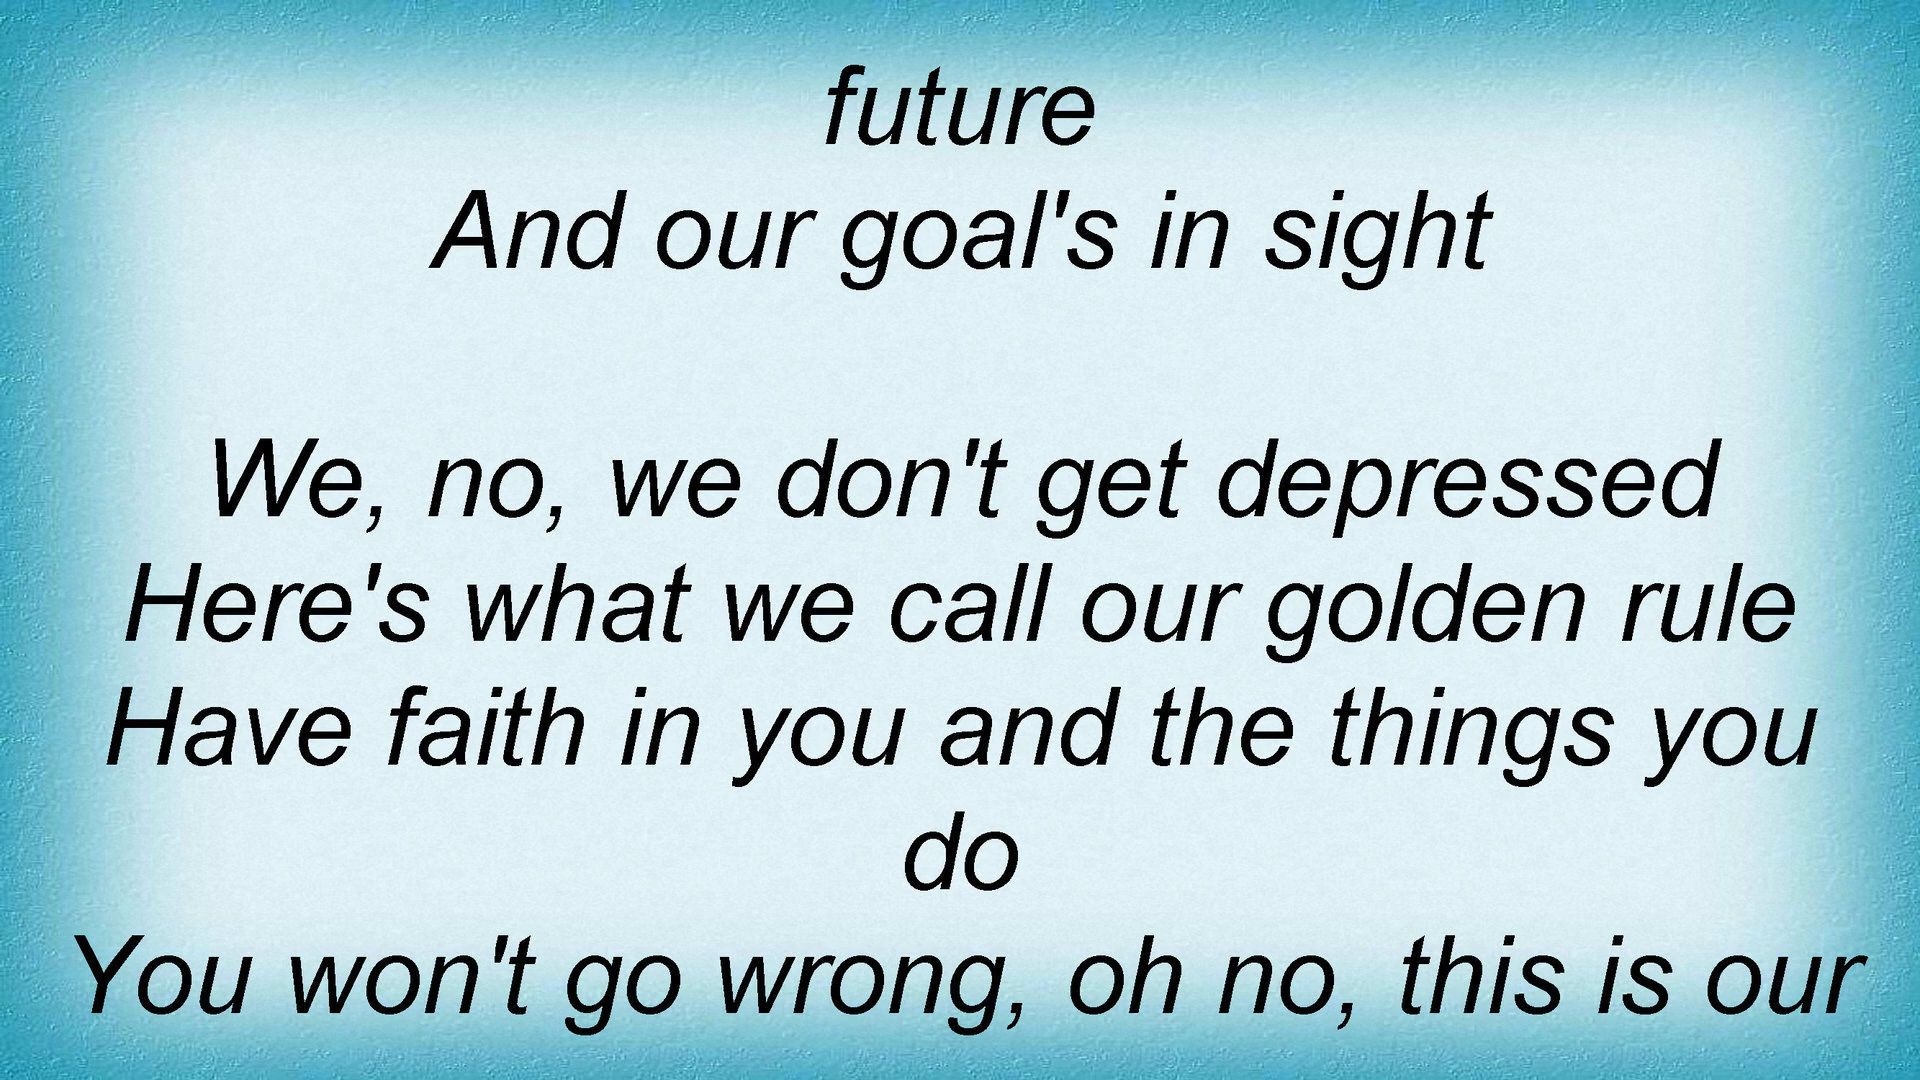 future
And our goal's in sight
We, no, we don't get depressed
Here's what we call our golden rule
Have faith in you and the things you
do
You won't go wrong, oh no, this is our